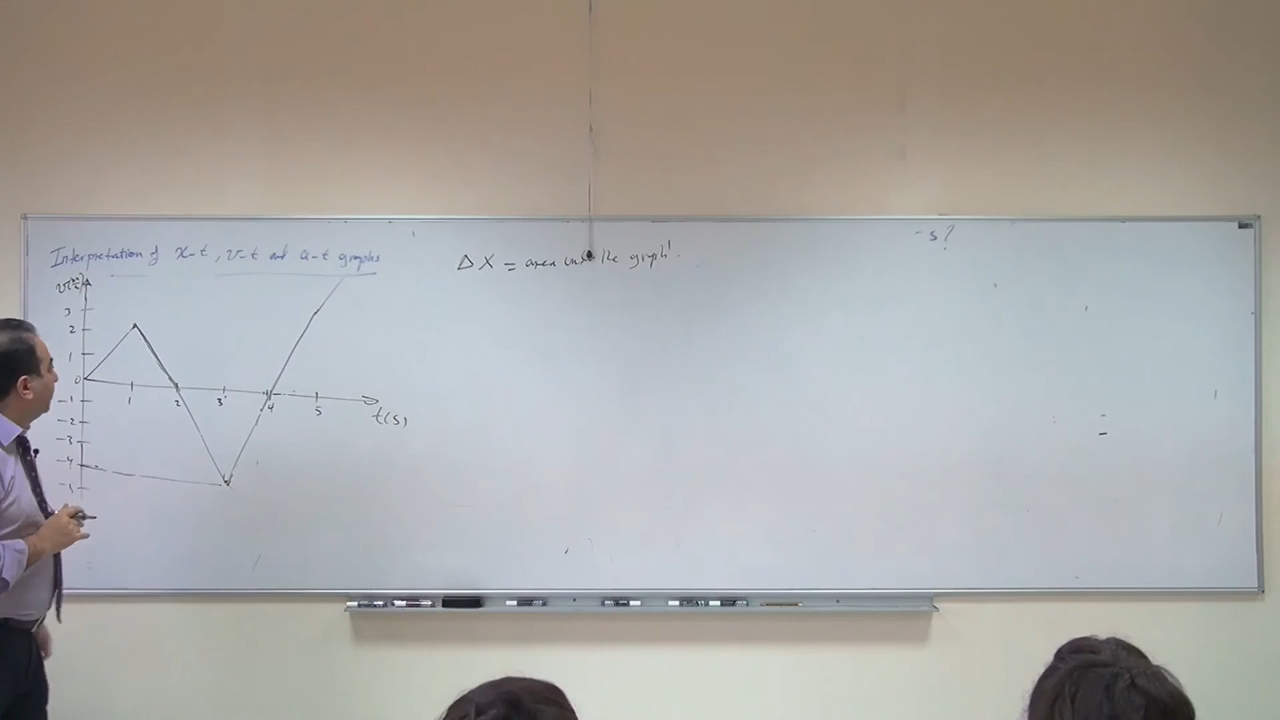 Interpretation of x-t, v-t and a-t graphs
ΔX = area the graph!
-s?
3
2
1
0
-1
-2
-3
-4
-5
1 2 3 4 5
t(s)